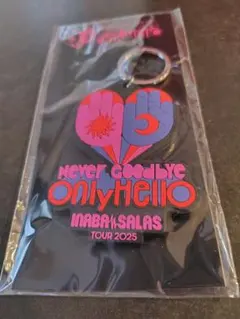 Never Goodbye
Only Hello
INABA SALAS
TOUR 2025